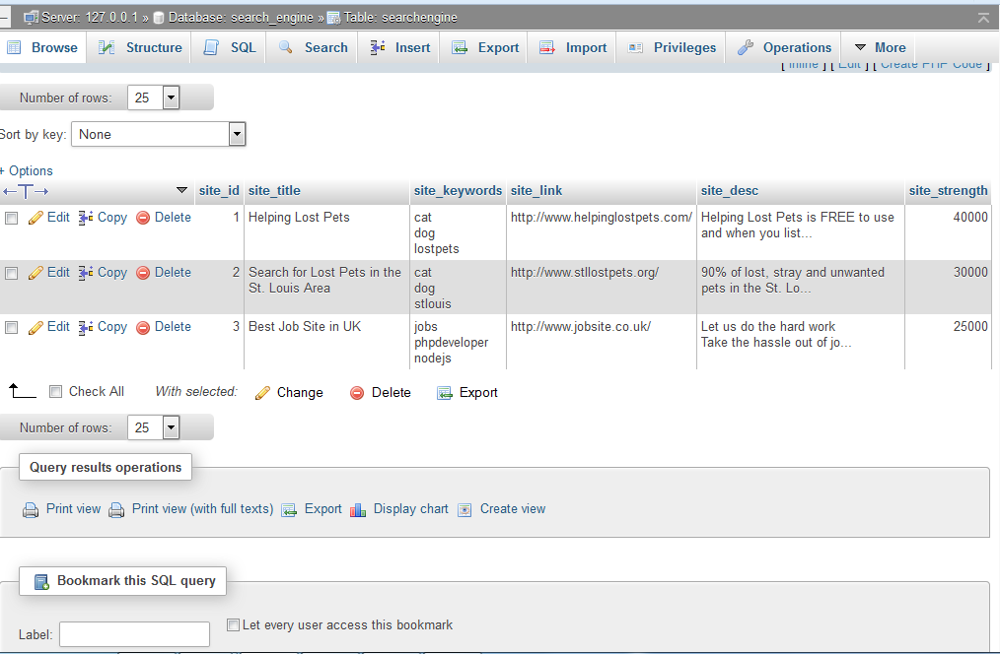 Server: 127.0.0.1 » Database: search_engine » Table: searchengine
Browse Structure SQL Search Insert Export Import Privileges Operations More
[ Inline ] [ Edit ] [ Create PHP Code ]
Number of rows: 25
Sort by key: None
+ Options
←T→ site_id site_title site_keywords site_link site_desc site_strength
Edit Copy Delete 1 Helping Lost Pets cat http://www.helpinglostpets.com/ Helping Lost Pets is FREE to use 40000
dog and when you list...
lostpets
Edit Copy Delete 2 Search for Lost Pets in the cat http://www.stllostpets.org/ 90% of lost, stray and unwanted 30000
St. Louis Area dog pets in the St. Lo...
stlouis
Edit Copy Delete 3 Best Job Site in UK jobs http://www.jobsite.co.uk/ Let us do the hard work 25000
phpdeveloper Take the hassle out of jo...
nodejs
Check All With selected: Change Delete Export
Number of rows: 25
Query results operations
Print view Print view (with full texts) Export Display chart Create view
Bookmark this SQL query
Label: Let every user access this bookmark